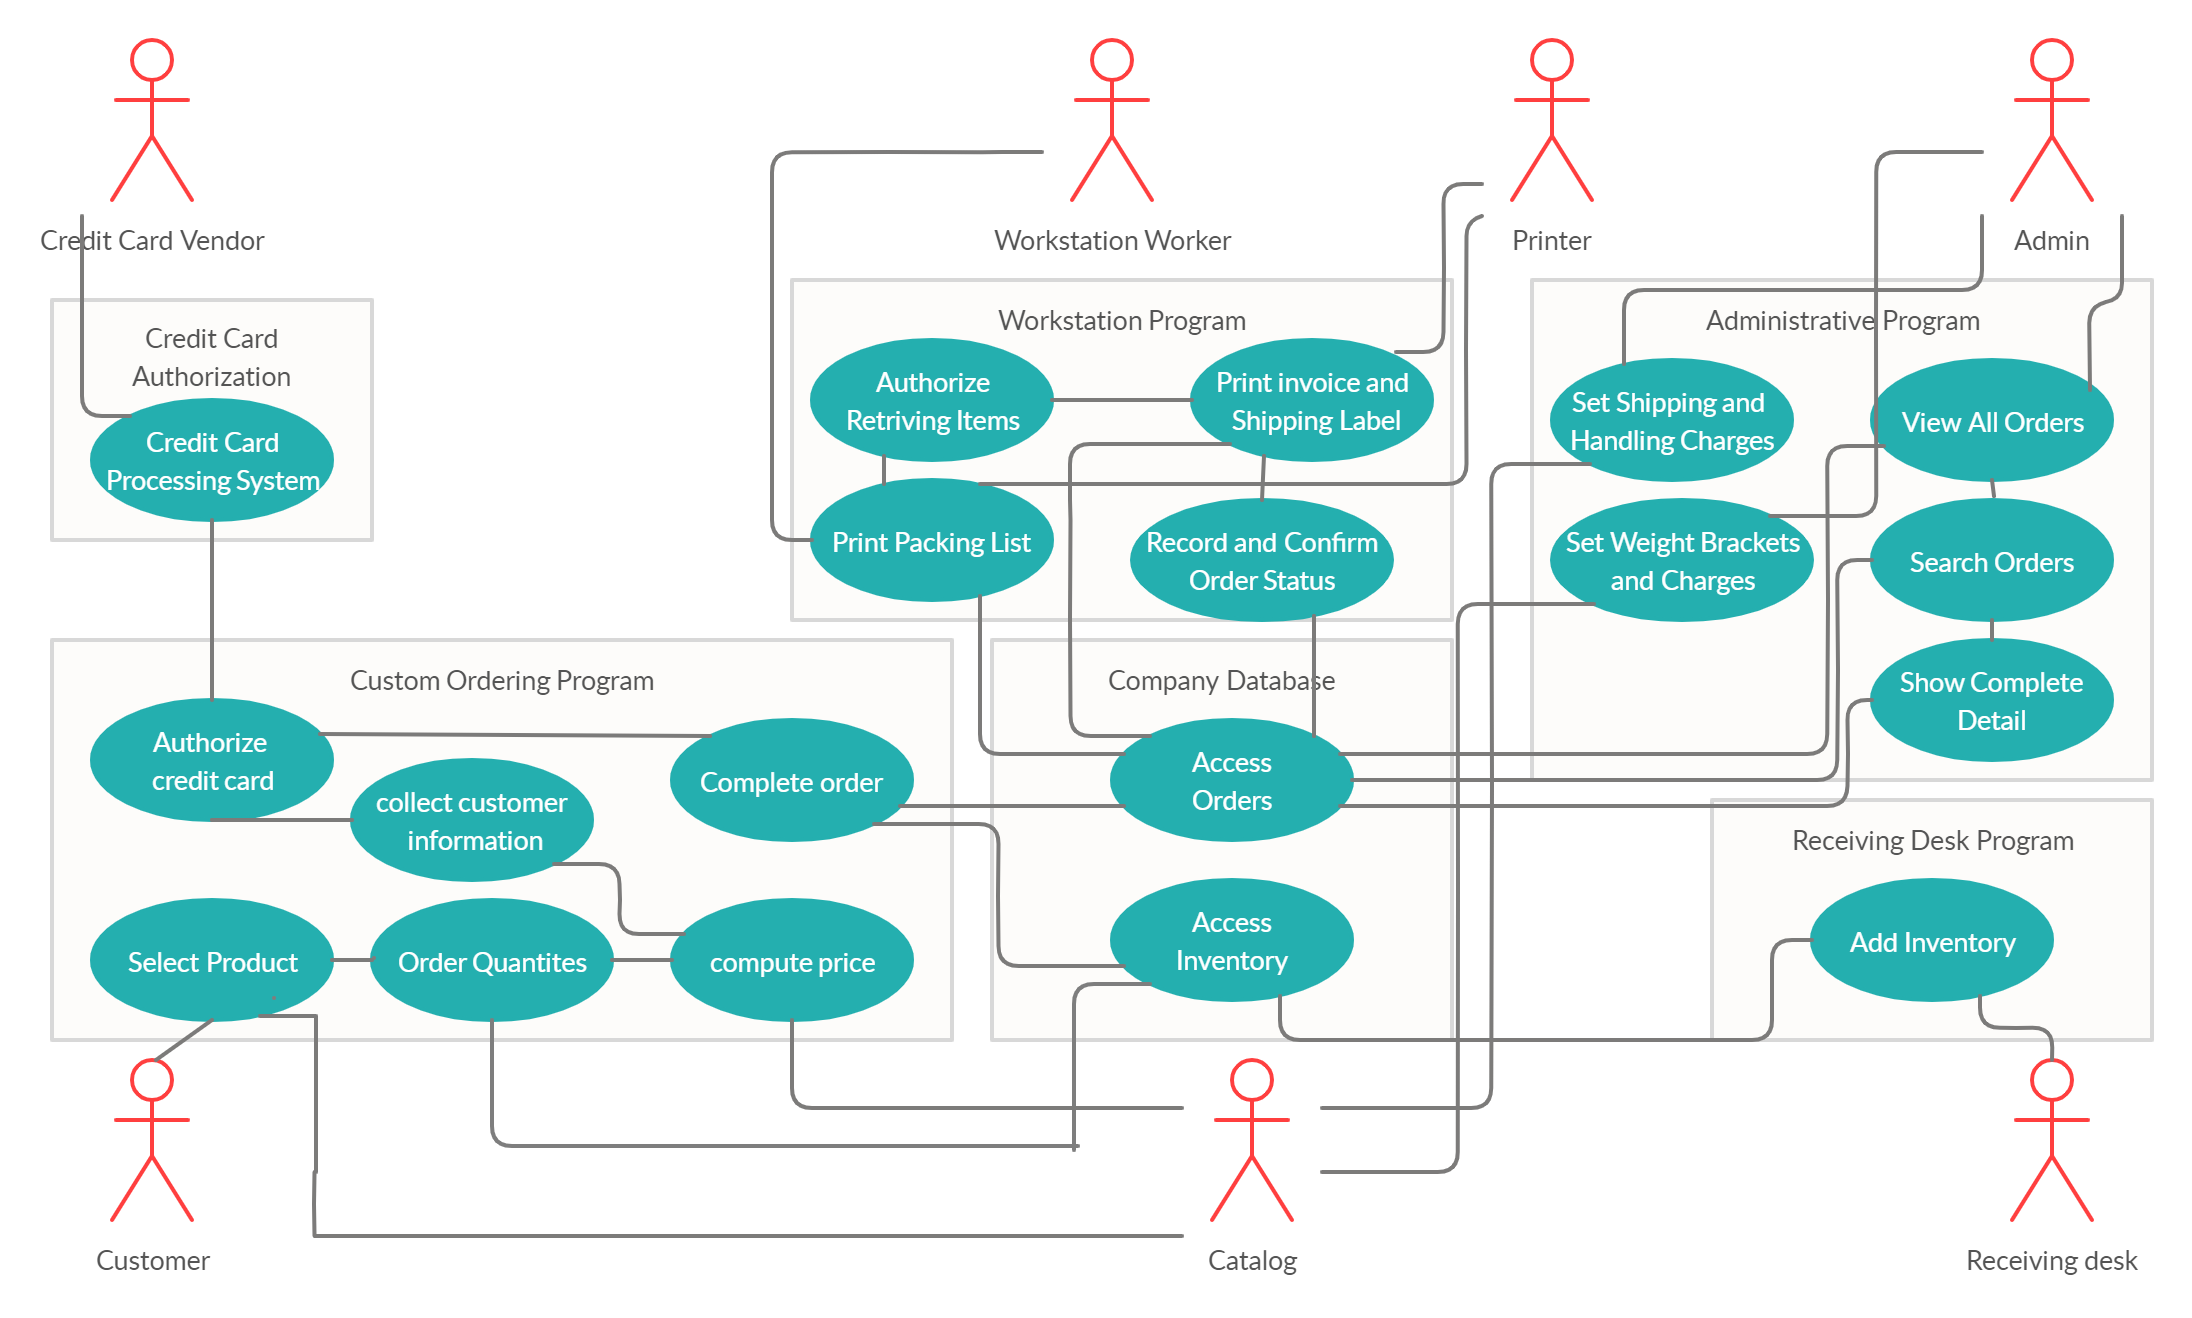 Credit Card Vendor
Workstation Worker
Printer
Admin
Credit Card
Authorization
Credit Card
Processing System
Workstation Program
Authorize
Retriving Items
Print invoice and
Shipping Label
Print Packing List
Record and Confirm
Order Status
Administrative Program
Set Shipping and
Handling Charges
View All Orders
Set Weight Brackets
and Charges
Search Orders
Show Complete
Detail
Custom Ordering Program
Authorize
credit card
collect customer
information
Complete order
Select Product
Order Quantites
compute price
Company Database
Access
Orders
Access
Inventory
Receiving Desk Program
Add Inventory
Customer
Catalog
Receiving desk